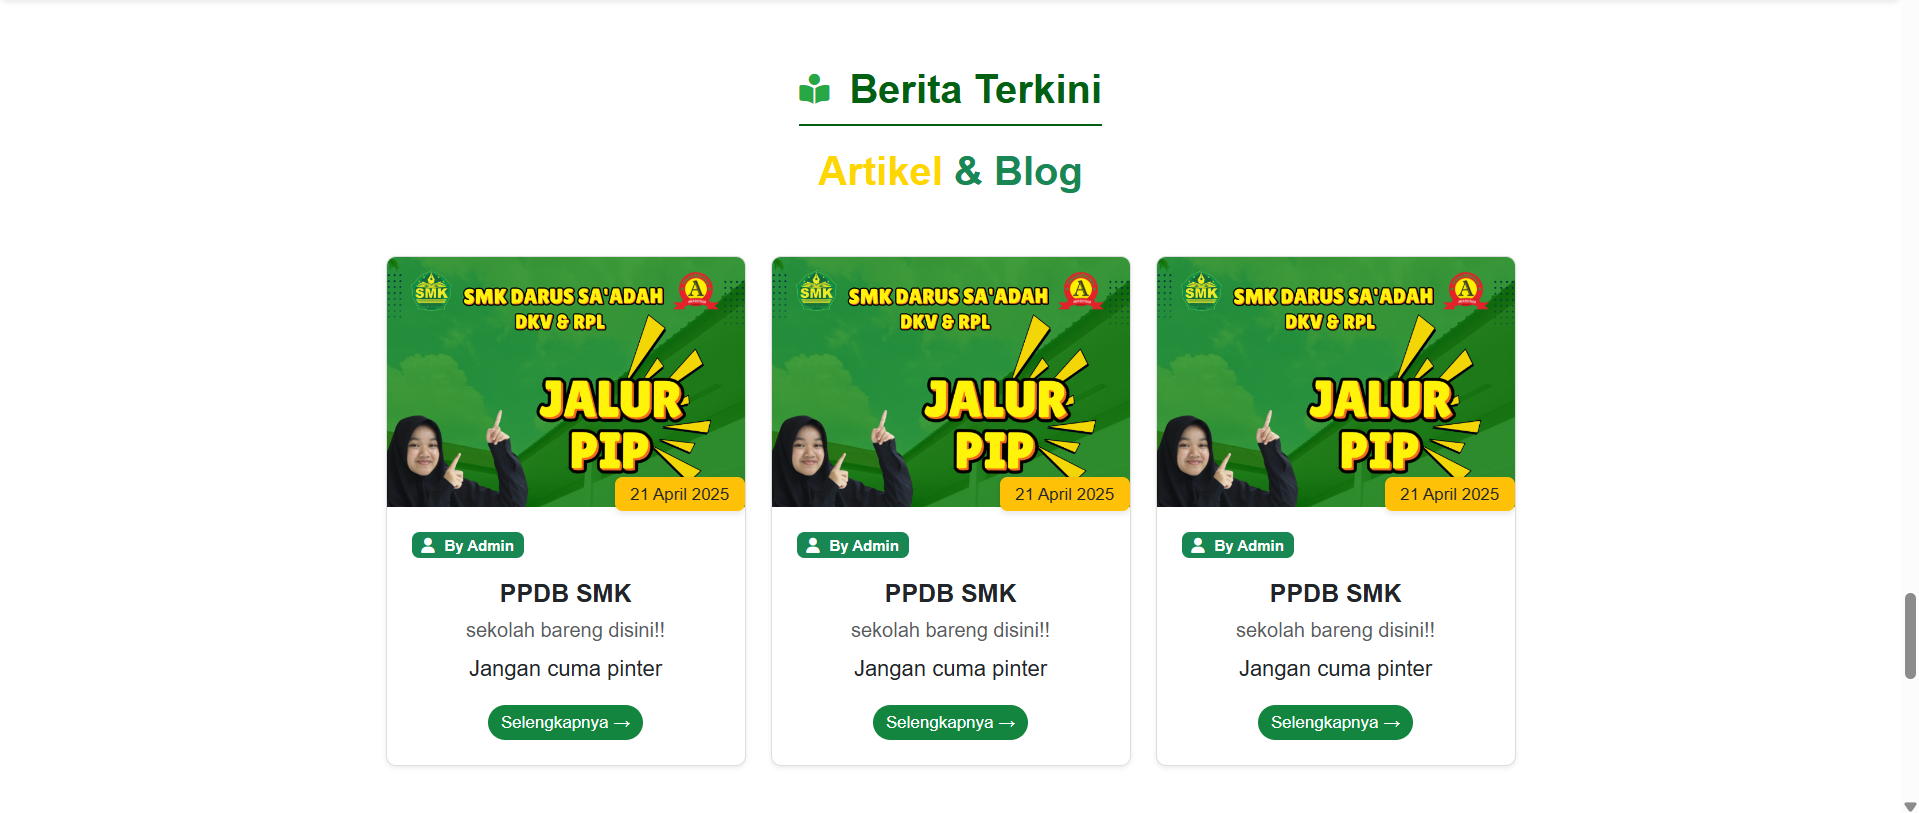 Berita Terkini
Artikel & Blog
SMK
SMK DARUS SA'ADAH
A
DKV & RPL
JALUR
PIP
21 April 2025
By Admin
PPDB SMK
sekolah bareng disini!!
Jangan cuma pinter
Selengkapnya →
SMK
SMK DARUS SA'ADAH
A
DKV & RPL
JALUR
PIP
21 April 2025
By Admin
PPDB SMK
sekolah bareng disini!!
Jangan cuma pinter
Selengkapnya →
SMK
SMK DARUS SA'ADAH
A
DKV & RPL
JALUR
PIP
21 April 2025
By Admin
PPDB SMK
sekolah bareng disini!!
Jangan cuma pinter
Selengkapnya →